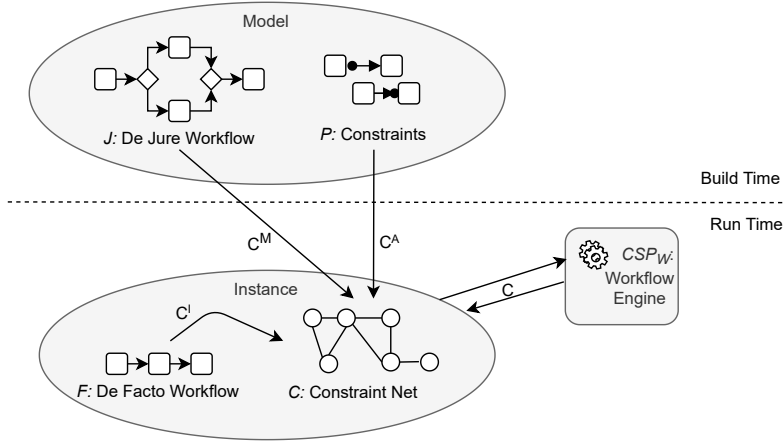 Model
J: De Jure Workflow
P: Constraints
Build Time
Run Time
C^M
C^A
CSP_W:
Workflow
Engine
C
Instance
C^I
F: De Facto Workflow
C: Constraint Net